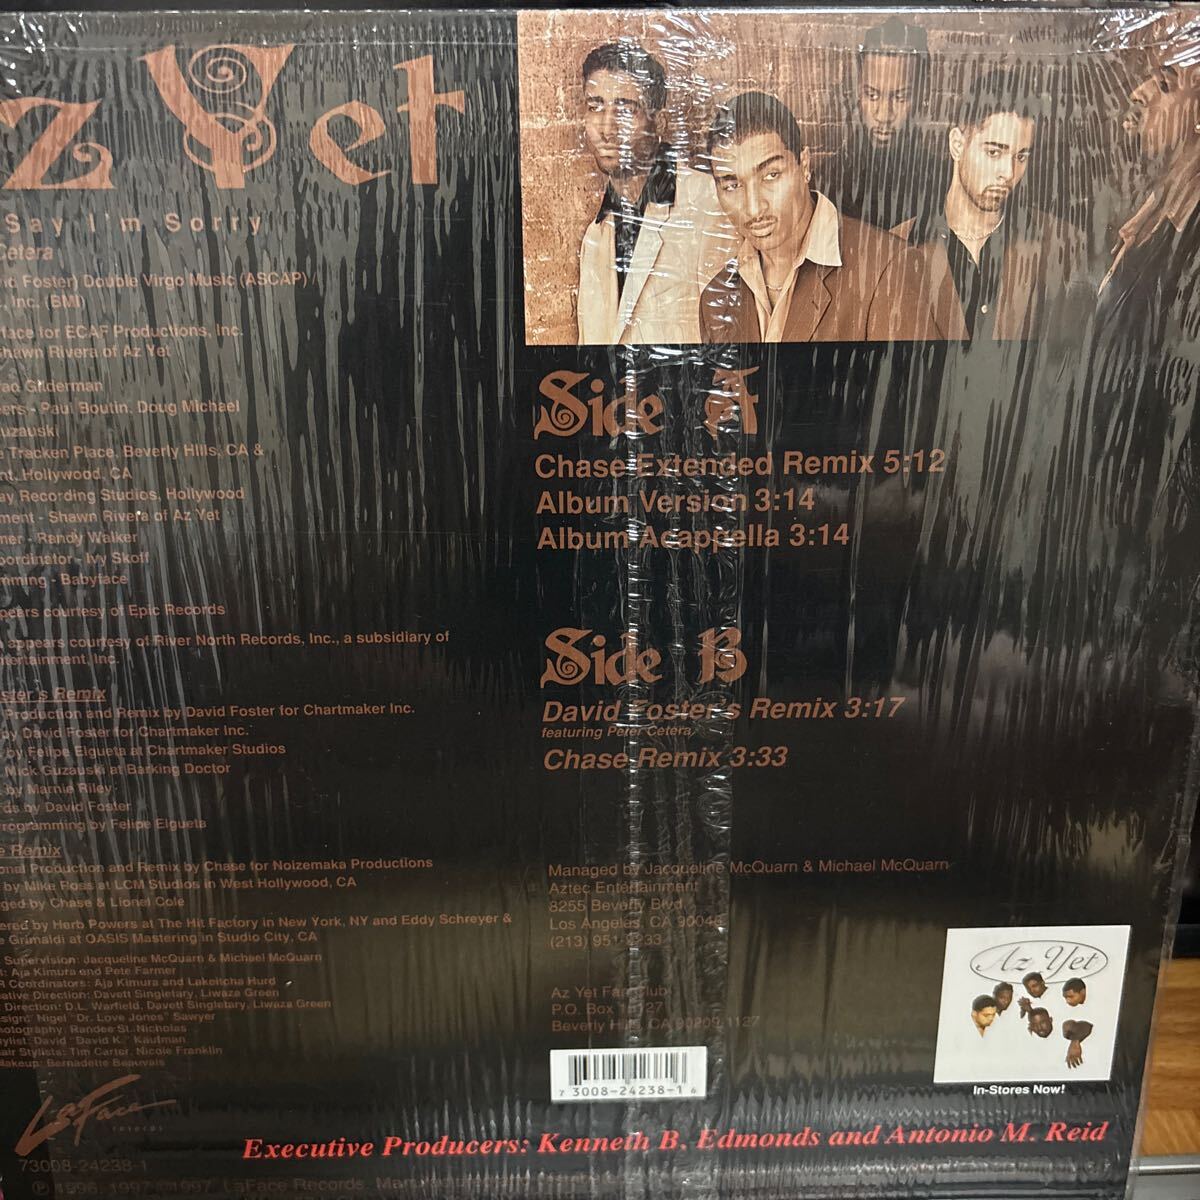 z Yet
Say I'm Sorry
Cetera
Foster) Double Virgo Music (ASCAP) /
Inc. (BMI)
face for ECAF Productions, Inc.
Shawn Rivera of Az Yet
Gilderman
- Paul Boutin, Doug Michael
uzauski
Tracken Place, Beverly Hills, CA &
Hollywood, CA
Recording Studios, Hollywood
ment - Shawn Rivera of Az Yet
- Randy Walker
oordinator - Ivy Skoff
mming - Babyface
pears courtesy of Epic Records
appears courtesy of River North Records, Inc., a subsidiary of
ntertainment, Inc.
ster's Remix
Production and Remix by David Foster for Chartmaker Inc.
by David Foster for Chartmaker Inc.
by Felipe Elgueta at Chartmaker Studios
Mick Guzauski at Barking Doctor
by Marnie Riley
by David Foster
rogramming by Felipe Elgueta
e Remix
onal Production and Remix by Chase for Noizemaka Productions
by Mike Ross at LCM Studios in West Hollywood, CA
ged by Chase & Lionel Cole
ered by Herb Powers at The Hit Factory in New York, NY and Eddy Schreyer &
e Grimaldi at OASIS Mastering in Studio City, CA
Supervision: Jacqueline McQuarn & Michael McQuarn
Aja Kimura and Pete Farmer
R Coordinators: Aja Kimura and Lakeitcha Hurd
ative Direction: Davett Singletary, Liwaza Green
Direction: D.L. Warfield, Davett Singletary, Liwaza Green
sign: Nigel "Dr. Love Jones" Sawyer
hotography: Randee St. Nicholas
ylist: David "David K." Kaufman
air Stylists: Tim Carter, Nicole Franklin
akeup: Bernadette Beauvais
LaFace
records
73008-24238-1
℗ 1996, 1997 ©1997, LaFace Records.
Side A
Chase Extended Remix 5:12
Album Version 3:14
Album Acappella 3:14
Side B
David Foster's Remix 3:17
featuring Peter Cetera
Chase Remix 3:33
Managed by Jacqueline McQuarn & Michael McQuarn
Aztec Entertainment
8255 Beverly Blvd.
Los Angeles, CA 90048
(213) 951-
Az Yet Fan Club
P.O. Box
Beverly Hills, CA 90209-1127
7 3008-24238-1 6
Az Yet
In-Stores Now!
Executive Producers: Kenneth B. Edmonds and Antonio M. Reid